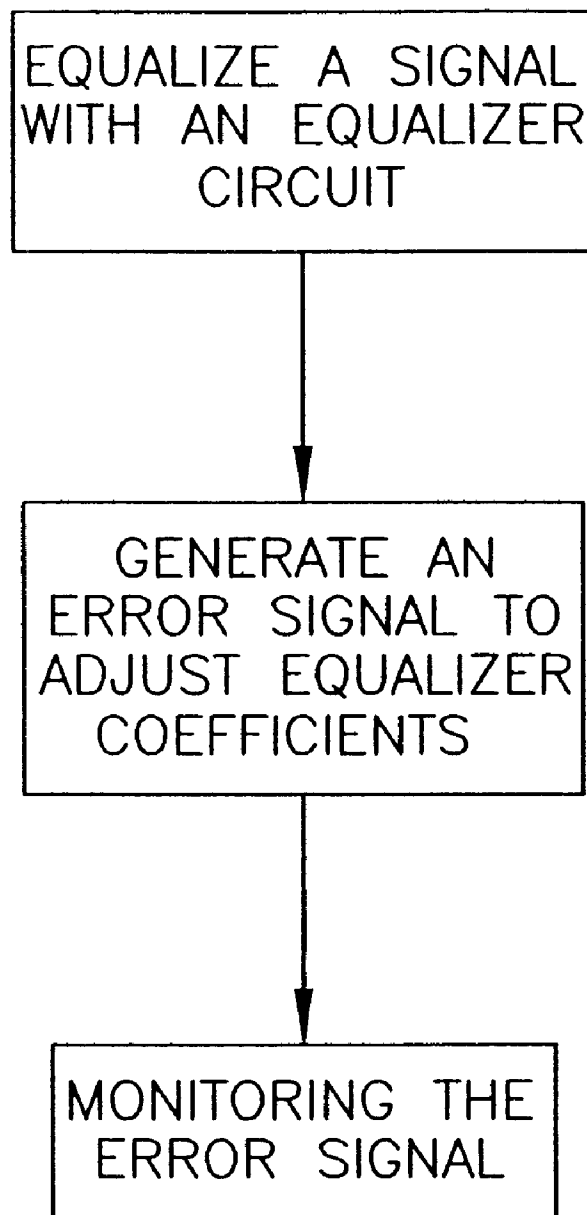 EQUALIZE A SIGNAL
WITH AN EQUALIZER
CIRCUIT
GENERATE AN
ERROR SIGNAL TO
ADJUST EQUALIZER
COEFFICIENTS
MONITORING THE
ERROR SIGNAL